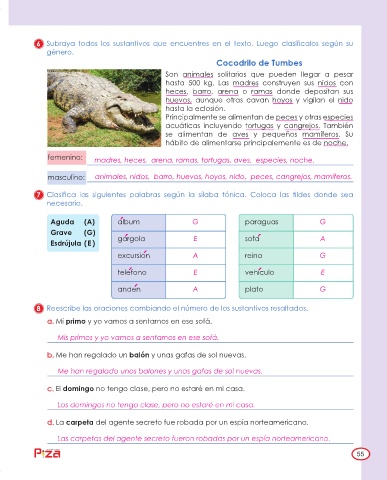 6 Subraya todos los sustantivos que encuentres en el texto. Luego clasifícalos según su
género.
Cocodrilo de Tumbes
Son animales solitarios que pueden llegar a pesar
hasta 500 kg. Las madres construyen sus nidos con
heces, barro, arena o ramas donde depositan sus
huevos, aunque otras cavan hoyos y vigilan el nido
hasta la eclosión.
Principalmente se alimentan de peces y otras especies
acuáticas incluyendo tortugas y cangrejos. También
se alimentan de aves y pequeños mamíferos. Su
hábito de alimentarse principalmente es de noche.
femenino: madres, heces, arena, ramas, tortugas, aves, especies, noche.
masculino: animales, nidos, barro, huevos, hoyos, nido, peces, cangrejos, mamíferos.
7 Clasifica las siguientes palabras según la sílaba tónica. Coloca las tildes donde sea
necesario.
Aguda (A) álbum G paraguas G
Grave (G) gárgola E sofá A
Esdrújula (E) excursión A reino G
teléfono E vehículo E
andén A plato G
8 Reescribe las oraciones cambiando el número de los sustantivos resaltados.
a. Mi primo y yo vamos a sentarnos en ese sofá.
Mis primos y yo vamos a sentarnos en ese sofá.
b. Me han regalado un balón y unas gafas de sol nuevas.
Me han regalado unos balones y unas gafas de sol nuevas.
c. El domingo no tengo clase, pero no estaré en mi casa.
Los domingos no tengo clase, pero no estaré en mi casa.
d. La carpeta del agente secreto fue robada por un espía norteamericano.
Las carpetas del agente secreto fueron robadas por un espía norteamericano.
Pizá 55